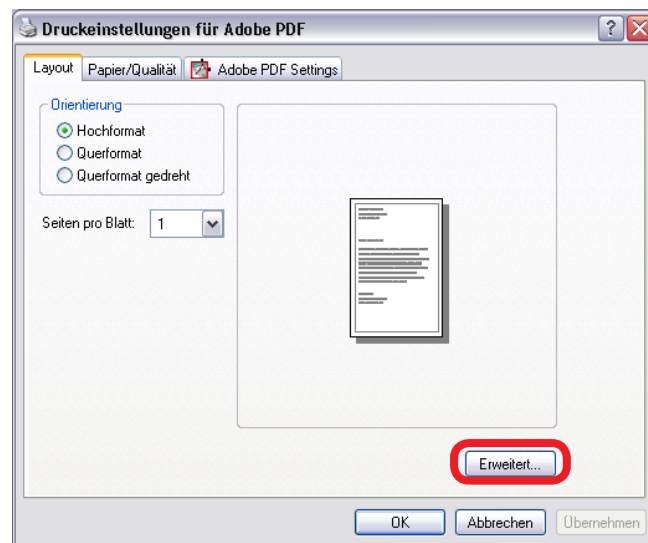 Druckeinstellungen für Adobe PDF
Layout Papier/Qualität Adobe PDF Settings
Orientierung
Hochformat
Querformat
Querformat gedreht
Seiten pro Blatt: 1
Erweitert...
OK Abbrechen Übernehmen